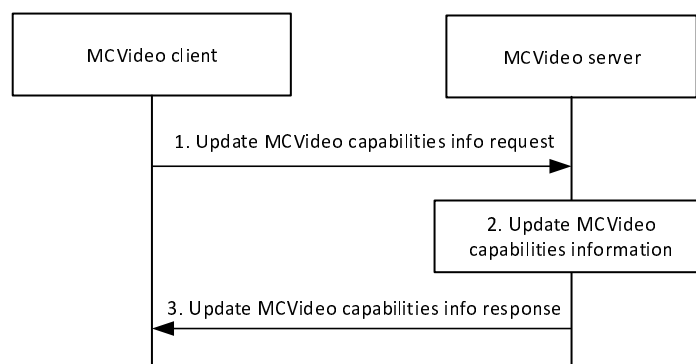 MCVideo client
MCVideo server
1. Update MCVideo capabilities info request
2. Update MCVideo
capabilities information
3. Update MCVideo capabilities info response